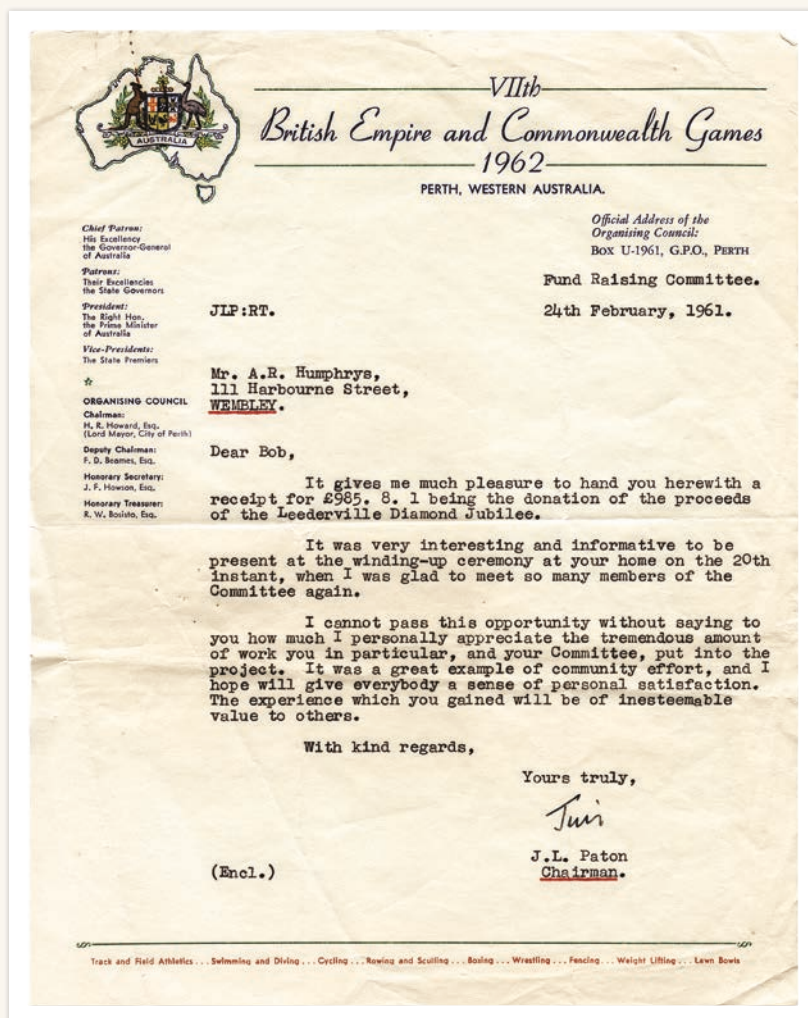 AUSTRALIA
VIIth
British Empire and Commonwealth Games
1962
PERTH, WESTERN AUSTRALIA.
Official Address of the
Organising Council:
BOX U-1961, G.P.O., PERTH
Chief Patron:
His Excellency
the Governor-General
of Australia
Patrons:
Their Excellencies
the State Governors
President:
The Right Hon.
the Prime Minister
of Australia
Vice-Presidents:
The State Premiers
ORGANISING COUNCIL
Chairman:
H. R. Howard, Esq.
(Lord Mayor, City of Perth)
Deputy Chairman:
F. D. Beames, Esq.
Honorary Secretary:
J. F. Howson, Esq.
Honorary Treasurer:
R. W. Bosisto, Esq.
Fund Raising Committee.
JLP:RT. 24th February, 1961.
Mr. A.R. Humphrys,
111 Harbourne Street,
WEMBLEY.
Dear Bob,
It gives me much pleasure to hand you herewith a
receipt for £985. 8. 1 being the donation of the proceeds
of the Leederville Diamond Jubilee.
It was very interesting and informative to be
present at the winding-up ceremony at your home on the 20th
instant, when I was glad to meet so many members of the
Committee again.
I cannot pass this opportunity without saying to
you how much I personally appreciate the tremendous amount
of work you in particular, and your Committee, put into the
project. It was a great example of community effort, and I
hope will give everybody a sense of personal satisfaction.
The experience which you gained will be of inesteemable
value to others.
With kind regards,
Yours truly,
Jim
J.L. Paton
(Encl.) Chairman.
Track and Field Athletics . . . Swimming and Diving . . . Cycling . . . Rowing and Sculling . . . Boxing . . . Wrestling . . . Fencing . . . Weight Lifting . . . Lawn Bowls